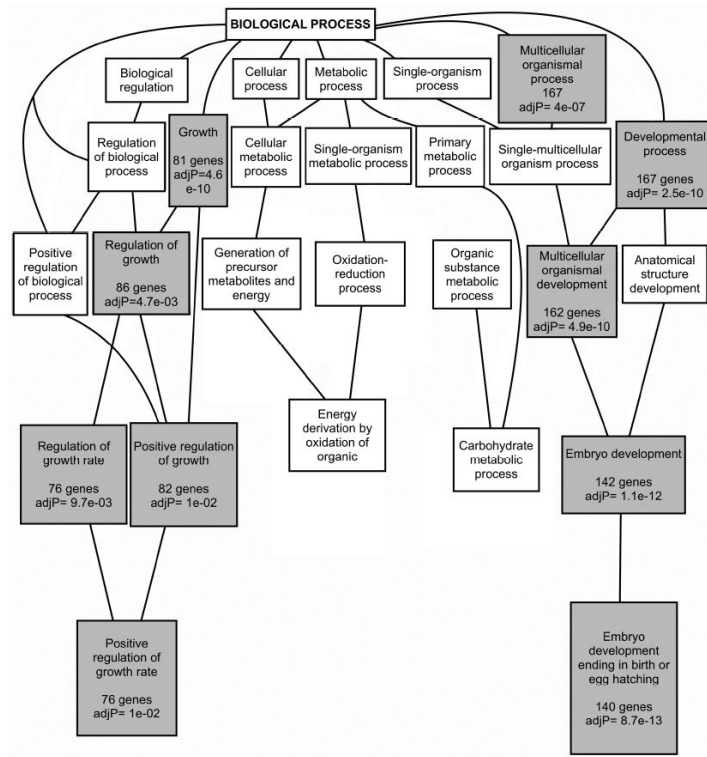 BIOLOGICAL PROCESS
Biological
regulation
Cellular
process
Metabolic
process
Single-organism
process
Multicellular
organismal
process
167
adjP= 4e-07
Regulation
of biological
process
Growth
81 genes
adjP=4.6
e-10
Cellular
metabolic
process
Single-organism
metabolic process
Primary
metabolic
process
Single-multicellular
organism process
Developmental
process
167 genes
adjP= 2.5e-10
Positive
regulation
of biological
process
Regulation of
growth
86 genes
adjP=4.7e-03
Generation of
precursor
metabolites and
energy
Oxidation-
reduction
process
Organic
substance
metabolic
process
Multicellular
organismal
development
162 genes
adjP= 4.9e-10
Anatomical
structure
development
Regulation of
growth rate
76 genes
adjP= 9.7e-03
Positive regulation
of growth
82 genes
adjP= 1e-02
Energy
derivation by
oxidation of
organic
Carbohydrate
metabolic
process
Embryo development
142 genes
adjP= 1.1e-12
Positive
regulation of
growth rate
76 genes
adjP= 1e-02
Embryo
development
ending in birth or
egg hatching
140 genes
adjP= 8.7e-13